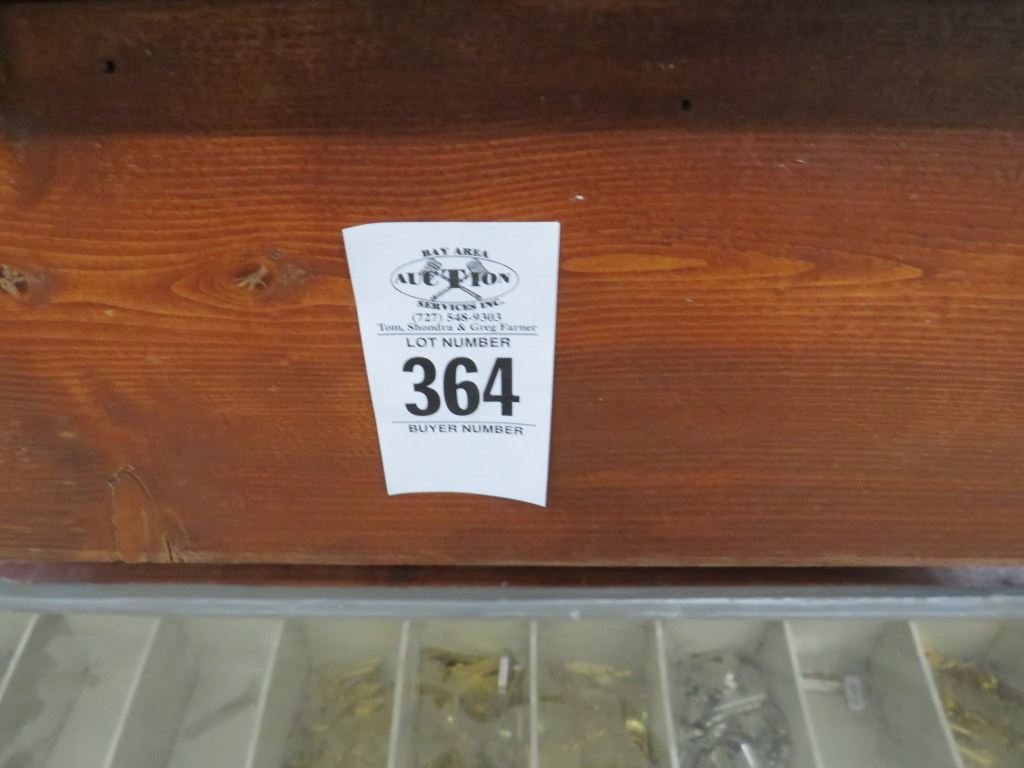 BAY AREA
AUCTION
SERVICES INC.
(727) 548-9303
Tom, Shondra & Greg Farner
LOT NUMBER
364
BUYER NUMBER